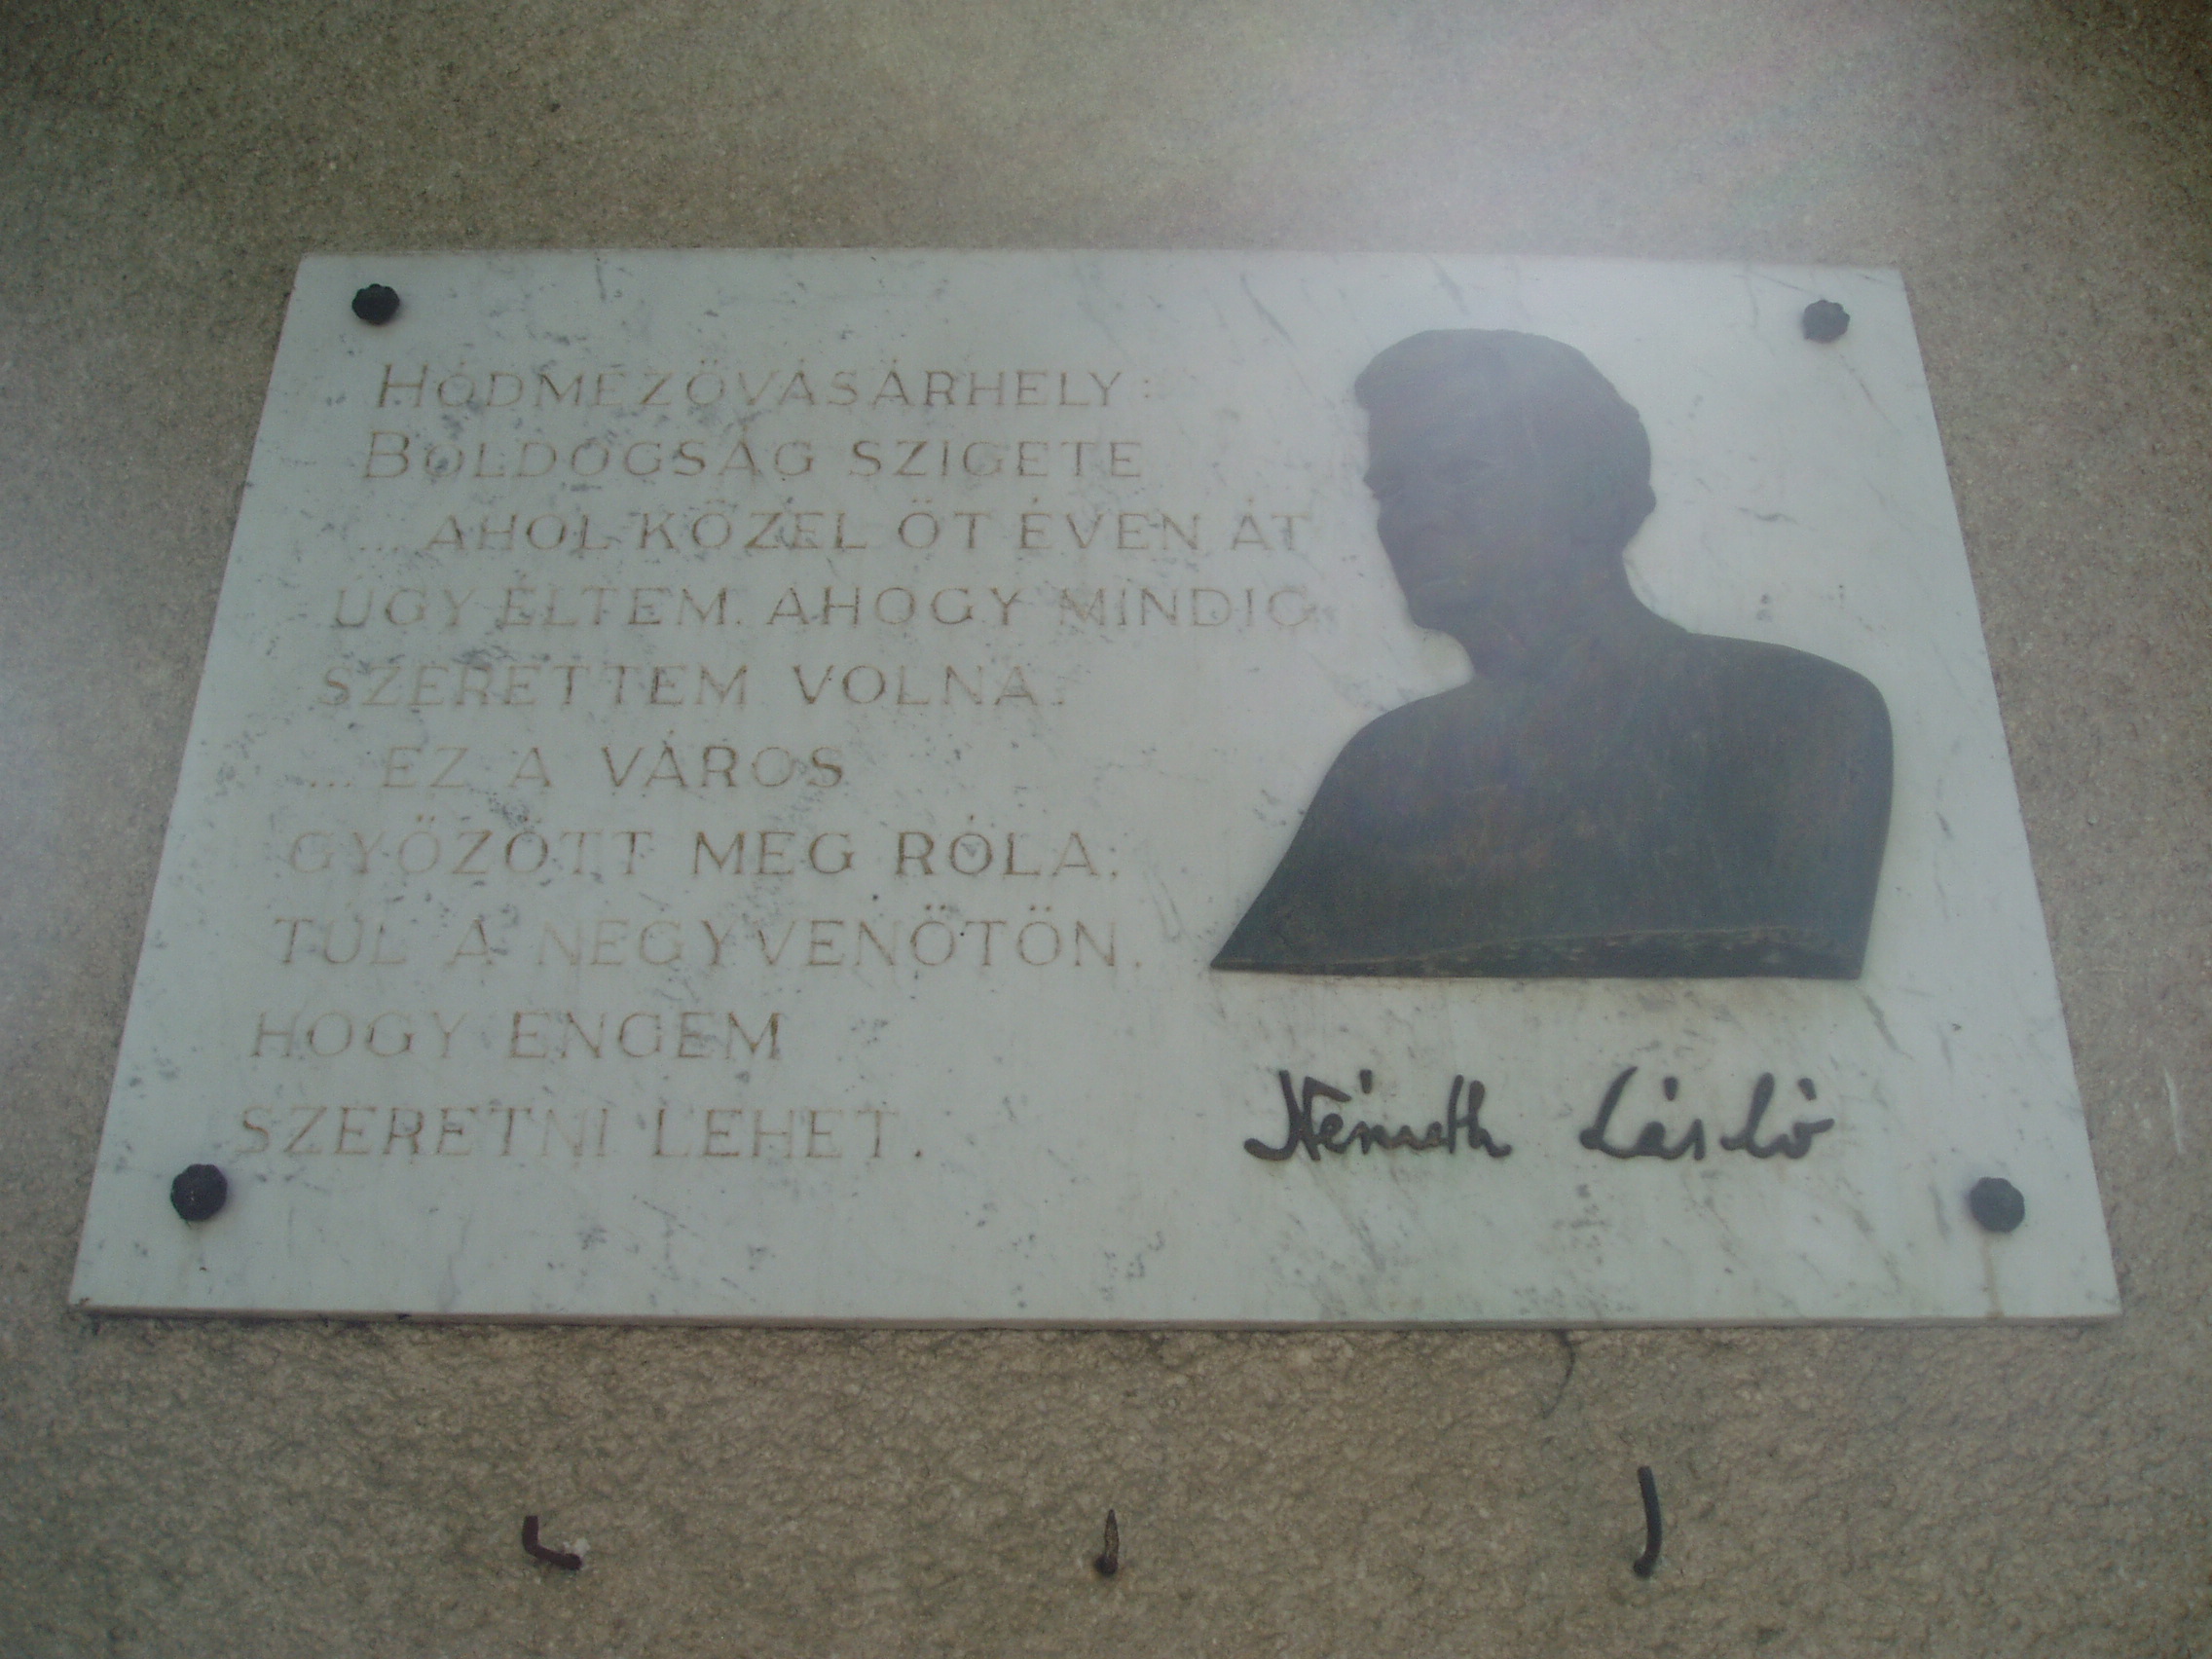 HÓDMEZŐVÁSÁRHELY:
BOLDOGSÁG SZIGETE
... AHOL KÖZEL ÖT ÉVEN ÁT
ÚGY ÉLTEM, AHOGY MINDIG
SZERETTEM VOLNA.
... EZ A VÁROS
GYŐZÖTT MEG RÓLA,
TÚL A NEGYVENÖTÖN,
HOGY ENGEM
SZERETNI LEHET.
Németh László